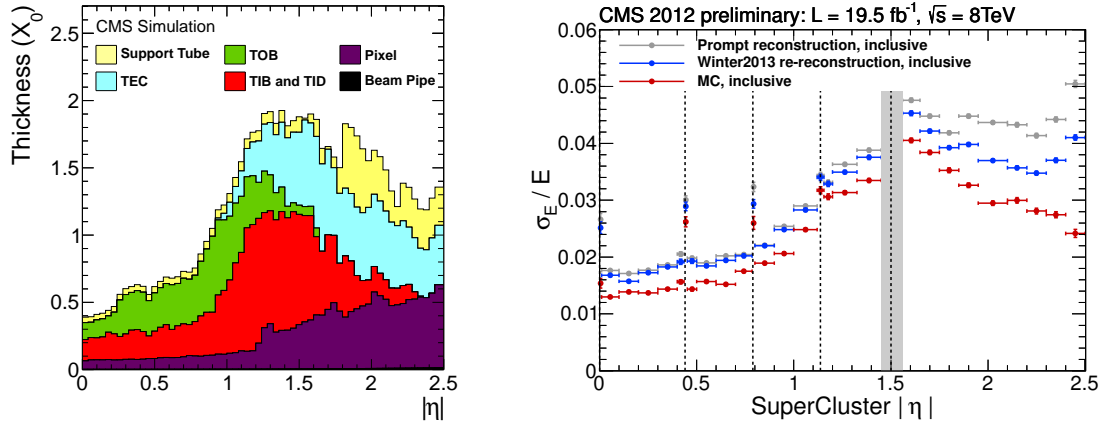 CMS Simulation
Support Tube
TOB
Pixel
TEC
TIB and TID
Beam Pipe
Thickness (X₀)
2.5
2
1.5
1
0.5
0
0 0.5 1 1.5 2 2.5
|η|
CMS 2012 preliminary: L = 19.5 fb⁻¹, √s = 8TeV
Prompt reconstruction, inclusive
Winter2013 re-reconstruction, inclusive
MC, inclusive
σ_E / E
0.06
0.05
0.04
0.03
0.02
0.01
0 0.5 1 1.5 2 2.5
SuperCluster | η |